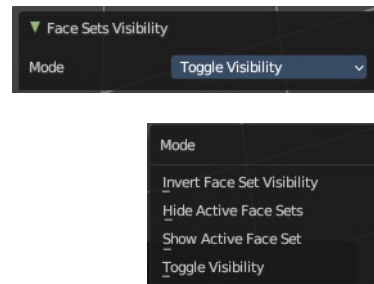 Face Sets Visibility
Mode Toggle Visibility
Mode
Invert Face Set Visibility
Hide Active Face Sets
Show Active Face Set
Toggle Visibility